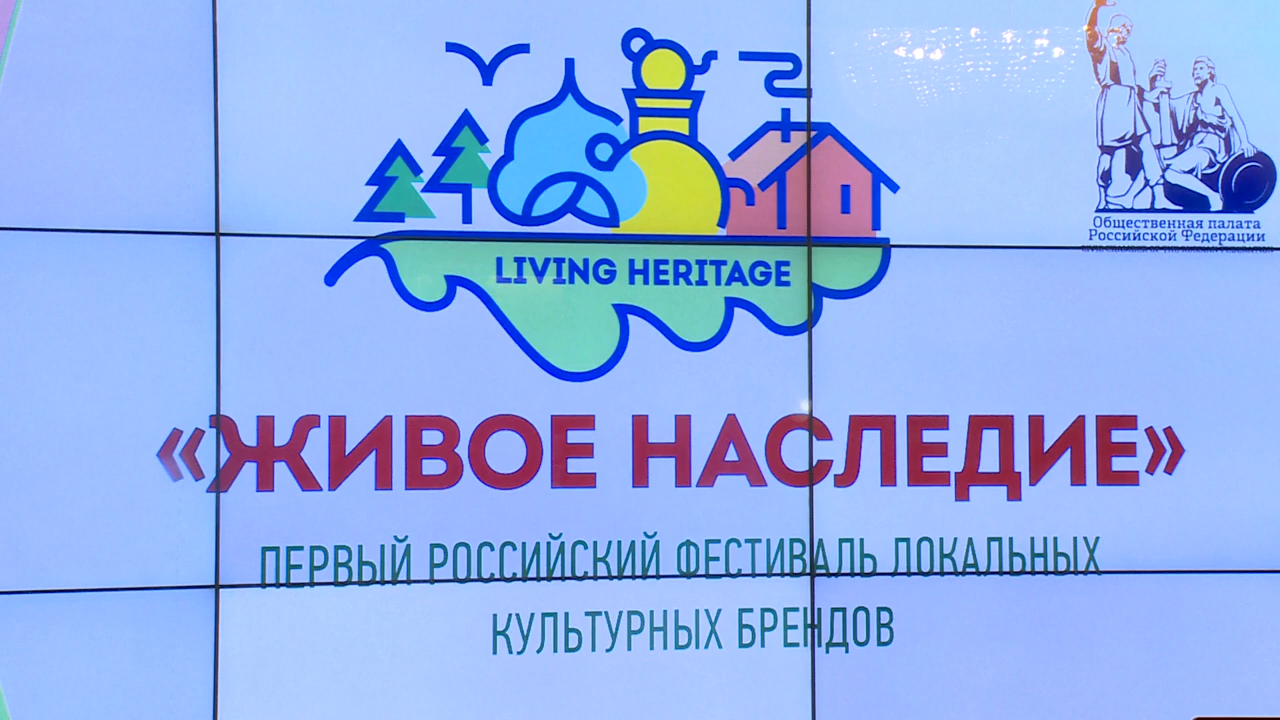 Общественная палата
Российской Федерации
LIVING HERITAGE
«ЖИВОЕ НАСЛЕДИЕ»
ПЕРВЫЙ РОССИЙСКИЙ ФЕСТИВАЛЬ ЛОКАЛЬНЫХ
КУЛЬТУРНЫХ БРЕНДОВ